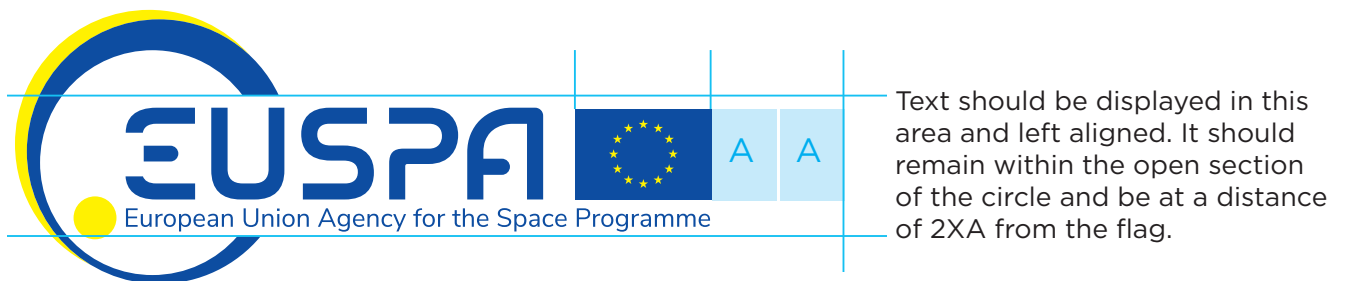 EUSPA
European Union Agency for the Space Programme
A A
Text should be displayed in this
area and left aligned. It should
remain within the open section
of the circle and be at a distance
of 2XA from the flag.